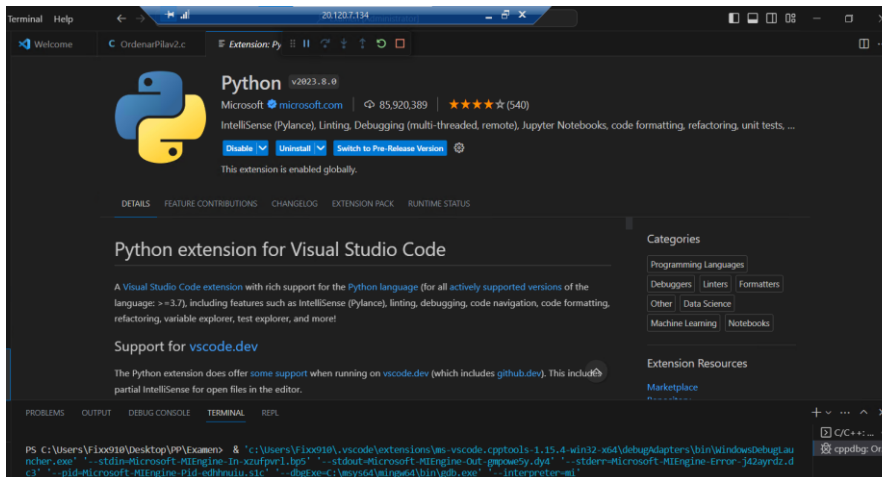 Terminal Help
20.120.7.134
Welcome
OrdenarPilav2.c
Extension: Py
Python v2023.8.0
Microsoft microsoft.com 85,920,389 (540)
IntelliSense (Pylance), Linting, Debugging (multi-threaded, remote), Jupyter Notebooks, code formatting, refactoring, unit tests, ...
Disable Uninstall Switch to Pre-Release Version
This extension is enabled globally.
DETAILS FEATURE CONTRIBUTIONS CHANGELOG EXTENSION PACK RUNTIME STATUS
Python extension for Visual Studio Code
A Visual Studio Code extension with rich support for the Python language (for all actively supported versions of the
language: >=3.7), including features such as IntelliSense (Pylance), linting, debugging, code navigation, code formatting,
refactoring, variable explorer, test explorer, and more!
Support for vscode.dev
The Python extension does offer some support when running on vscode.dev (which includes github.dev). This includes
partial IntelliSense for open files in the editor.
Categories
Programming Languages
Debuggers Linters Formatters
Other Data Science
Machine Learning Notebooks
Extension Resources
Marketplace
PROBLEMS OUTPUT DEBUG CONSOLE TERMINAL REPL
C/C++: ...
cppdbg: Or
PS C:\Users\Fixx910\Desktop\PP\Examen> & 'c:\Users\Fixx910\.vscode\extensions\ms-vscode.cpptools-1.15.4-win32-x64\debugAdapters\bin\WindowsDebugLau
ncher.exe' '--stdin=Microsoft-MIEngine-In-xzufpvrl.bp5' '--stdout=Microsoft-MIEngine-Out-gmpowe5y.dy4' '--stderr=Microsoft-MIEngine-Error-j42ayrdz.d
c3' '--pid=Microsoft-MIEngine-Pid-edhhnuiu.s1c' '--dbgExe=C:\msys64\mingw64\bin\gdb.exe' '--interpreter=mi'